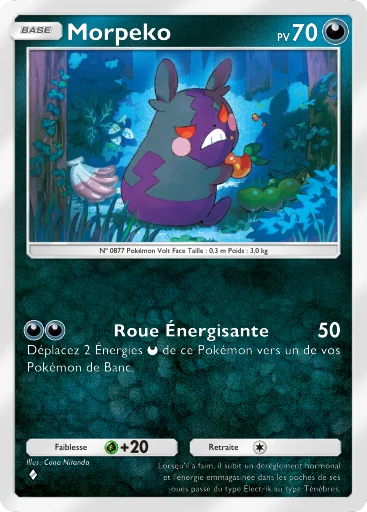 BASE Morpeko PV 70
N° 0877 Pokémon Volt Face Taille : 0,3 m Poids : 3,0 kg
Roue Énergisante 50
Déplacez 2 Énergies de ce Pokémon vers un de vos
Pokémon de Banc.
Faiblesse +20 Retraite
Illus. Cona Nitanda
Lorsqu'il a faim, il subit un dérèglement hormonal
et l'énergie emmagasinée dans les poches de ses
joues passe du type Électrik au type Ténèbres.